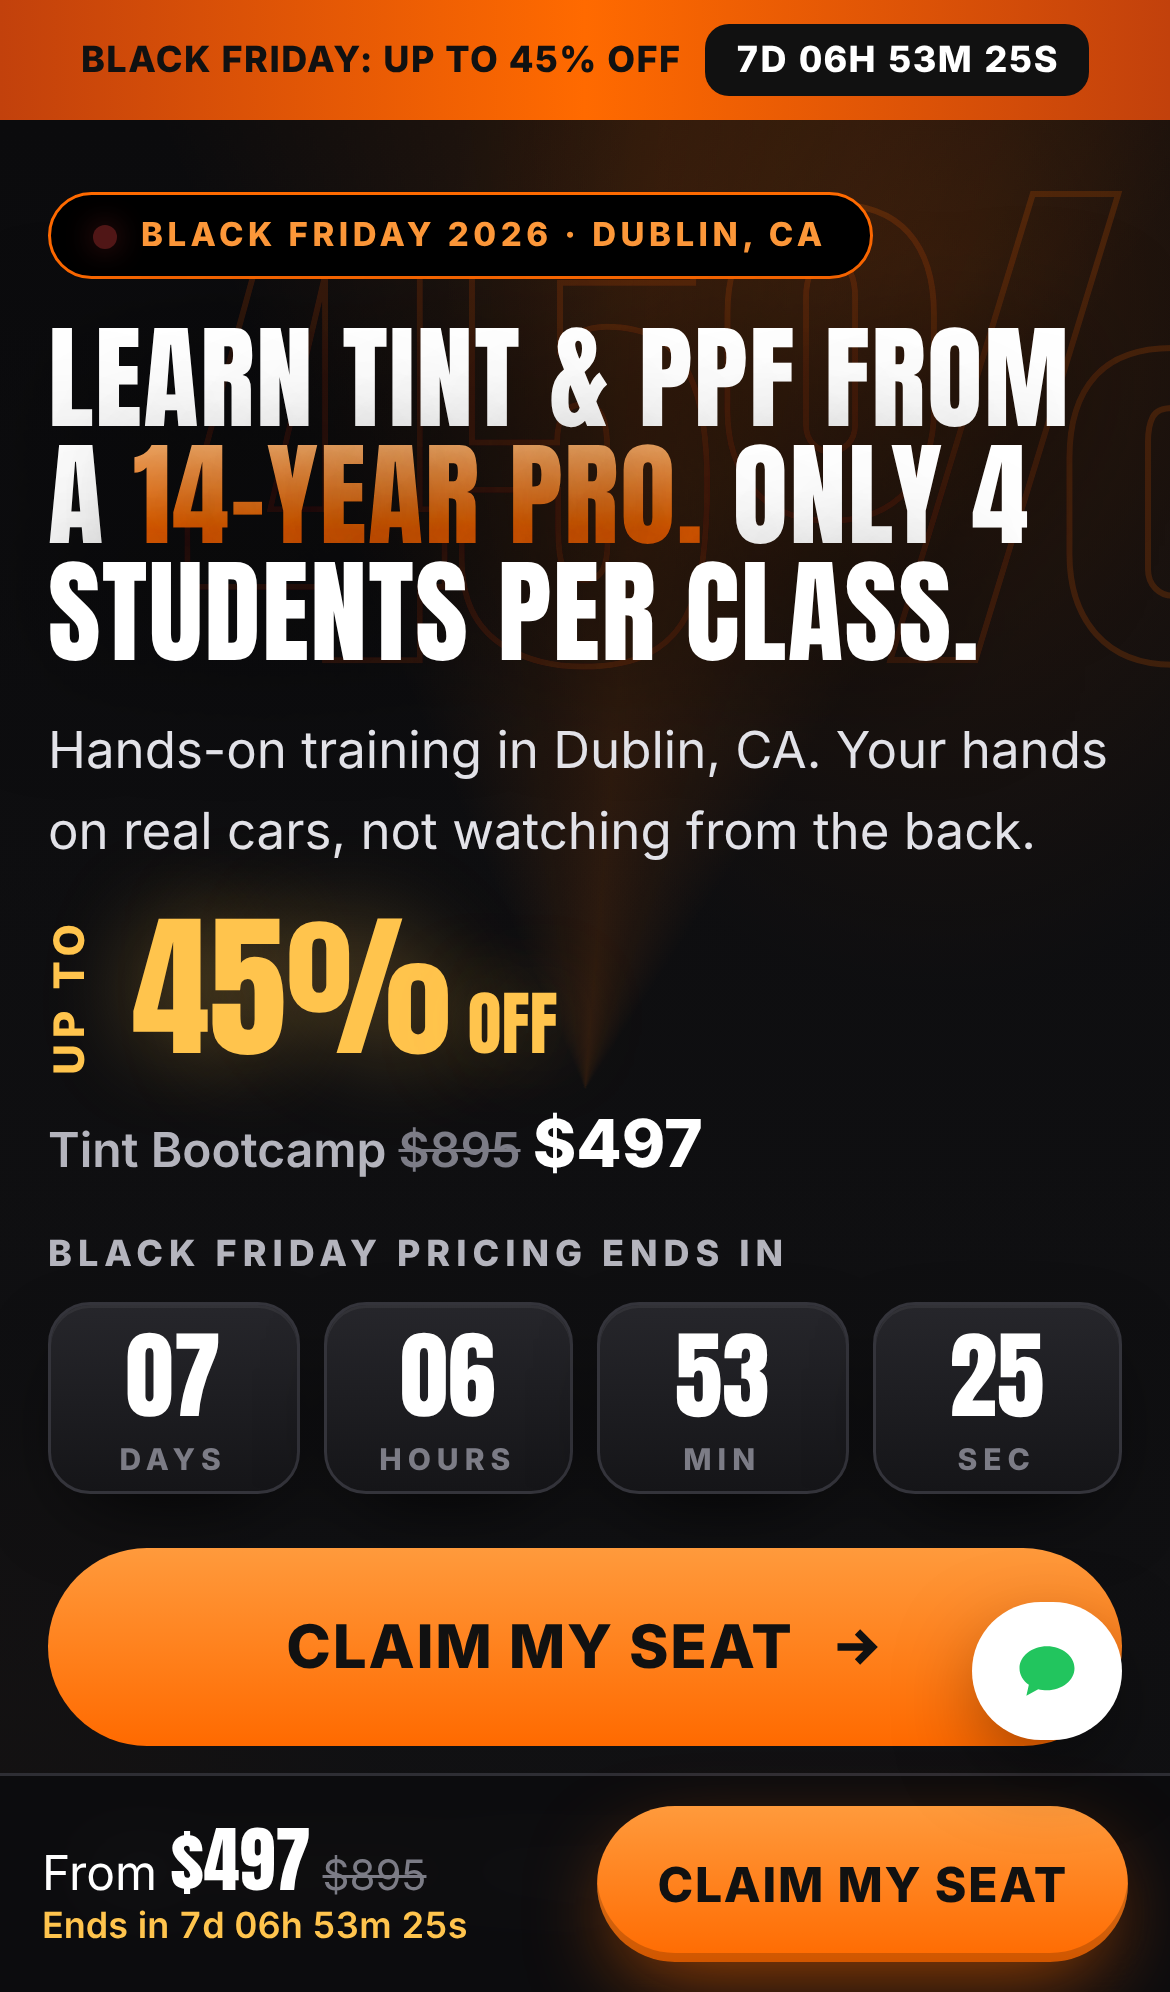 BLACK FRIDAY: UP TO 45% OFF 7D 06H 53M 25S
BLACK FRIDAY 2026 · DUBLIN, CA
45%
LEARN TINT & PPF FROM
A 14-YEAR PRO. ONLY 4
STUDENTS PER CLASS.
Hands-on training in Dublin, CA. Your hands
on real cars, not watching from the back.
UP TO 45% OFF
Tint Bootcamp $895 $497
BLACK FRIDAY PRICING ENDS IN
07 06 53 25
DAYS HOURS MIN SEC
CLAIM MY SEAT →
From $497 $895
Ends in 7d 06h 53m 25s
CLAIM MY SEAT